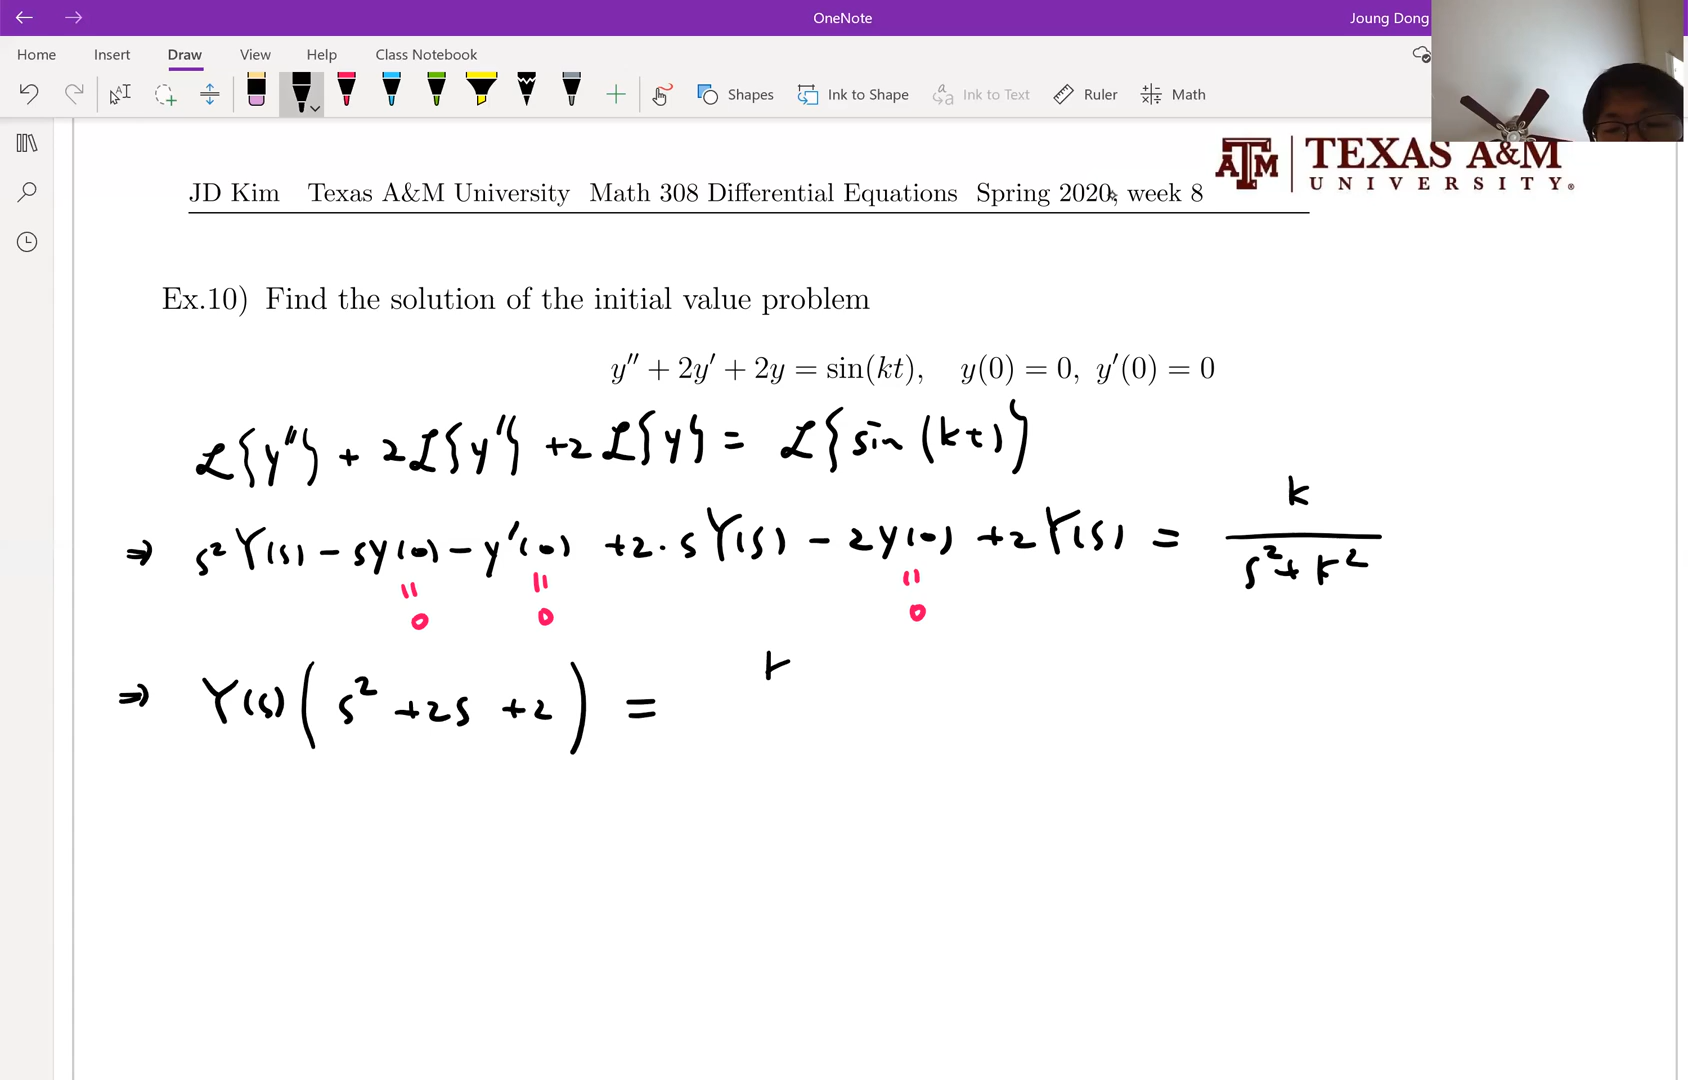 OneNote
Joung Dong
Home Insert Draw View Help Class Notebook
Shapes Ink to Shape Ink to Text Ruler Math
TEXAS A&M
UNIVERSITY
JD Kim Texas A&M University Math 308 Differential Equations Spring 2020, week 8
Ex.10) Find the solution of the initial value problem
y″ + 2y′ + 2y = sin(kt), y(0) = 0, y′(0) = 0
ℒ{y″} + 2ℒ{y″} + 2ℒ{y} = ℒ{sin(kt)}
⇒ s² Y(s) − sy(0) − y′(0) + 2·sY(s) − 2y(0) + 2Y(s) = k / (s² + k²)
= 0 = 0 = 0
⇒ Y(s)(s² + 2s + 2) = k